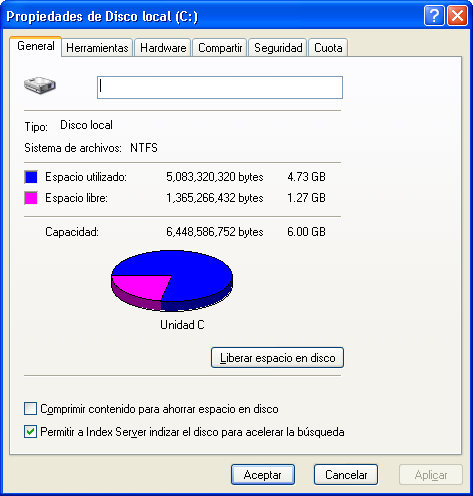 Propiedades de Disco local (C:)
General Herramientas Hardware Compartir Seguridad Cuota
Tipo: Disco local
Sistema de archivos: NTFS
Espacio utilizado: 5,083,320,320 bytes 4.73 GB
Espacio libre: 1,365,266,432 bytes 1.27 GB
Capacidad: 6,448,586,752 bytes 6.00 GB
Unidad C
Liberar espacio en disco
Comprimir contenido para ahorrar espacio en disco
Permitir a Index Server indizar el disco para acelerar la búsqueda
Aceptar Cancelar Aplicar